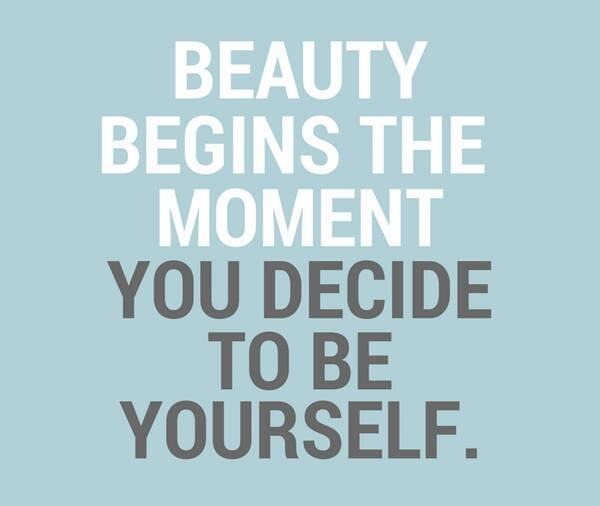 BEAUTY
BEGINS THE
MOMENT
YOU DECIDE
TO BE
YOURSELF.